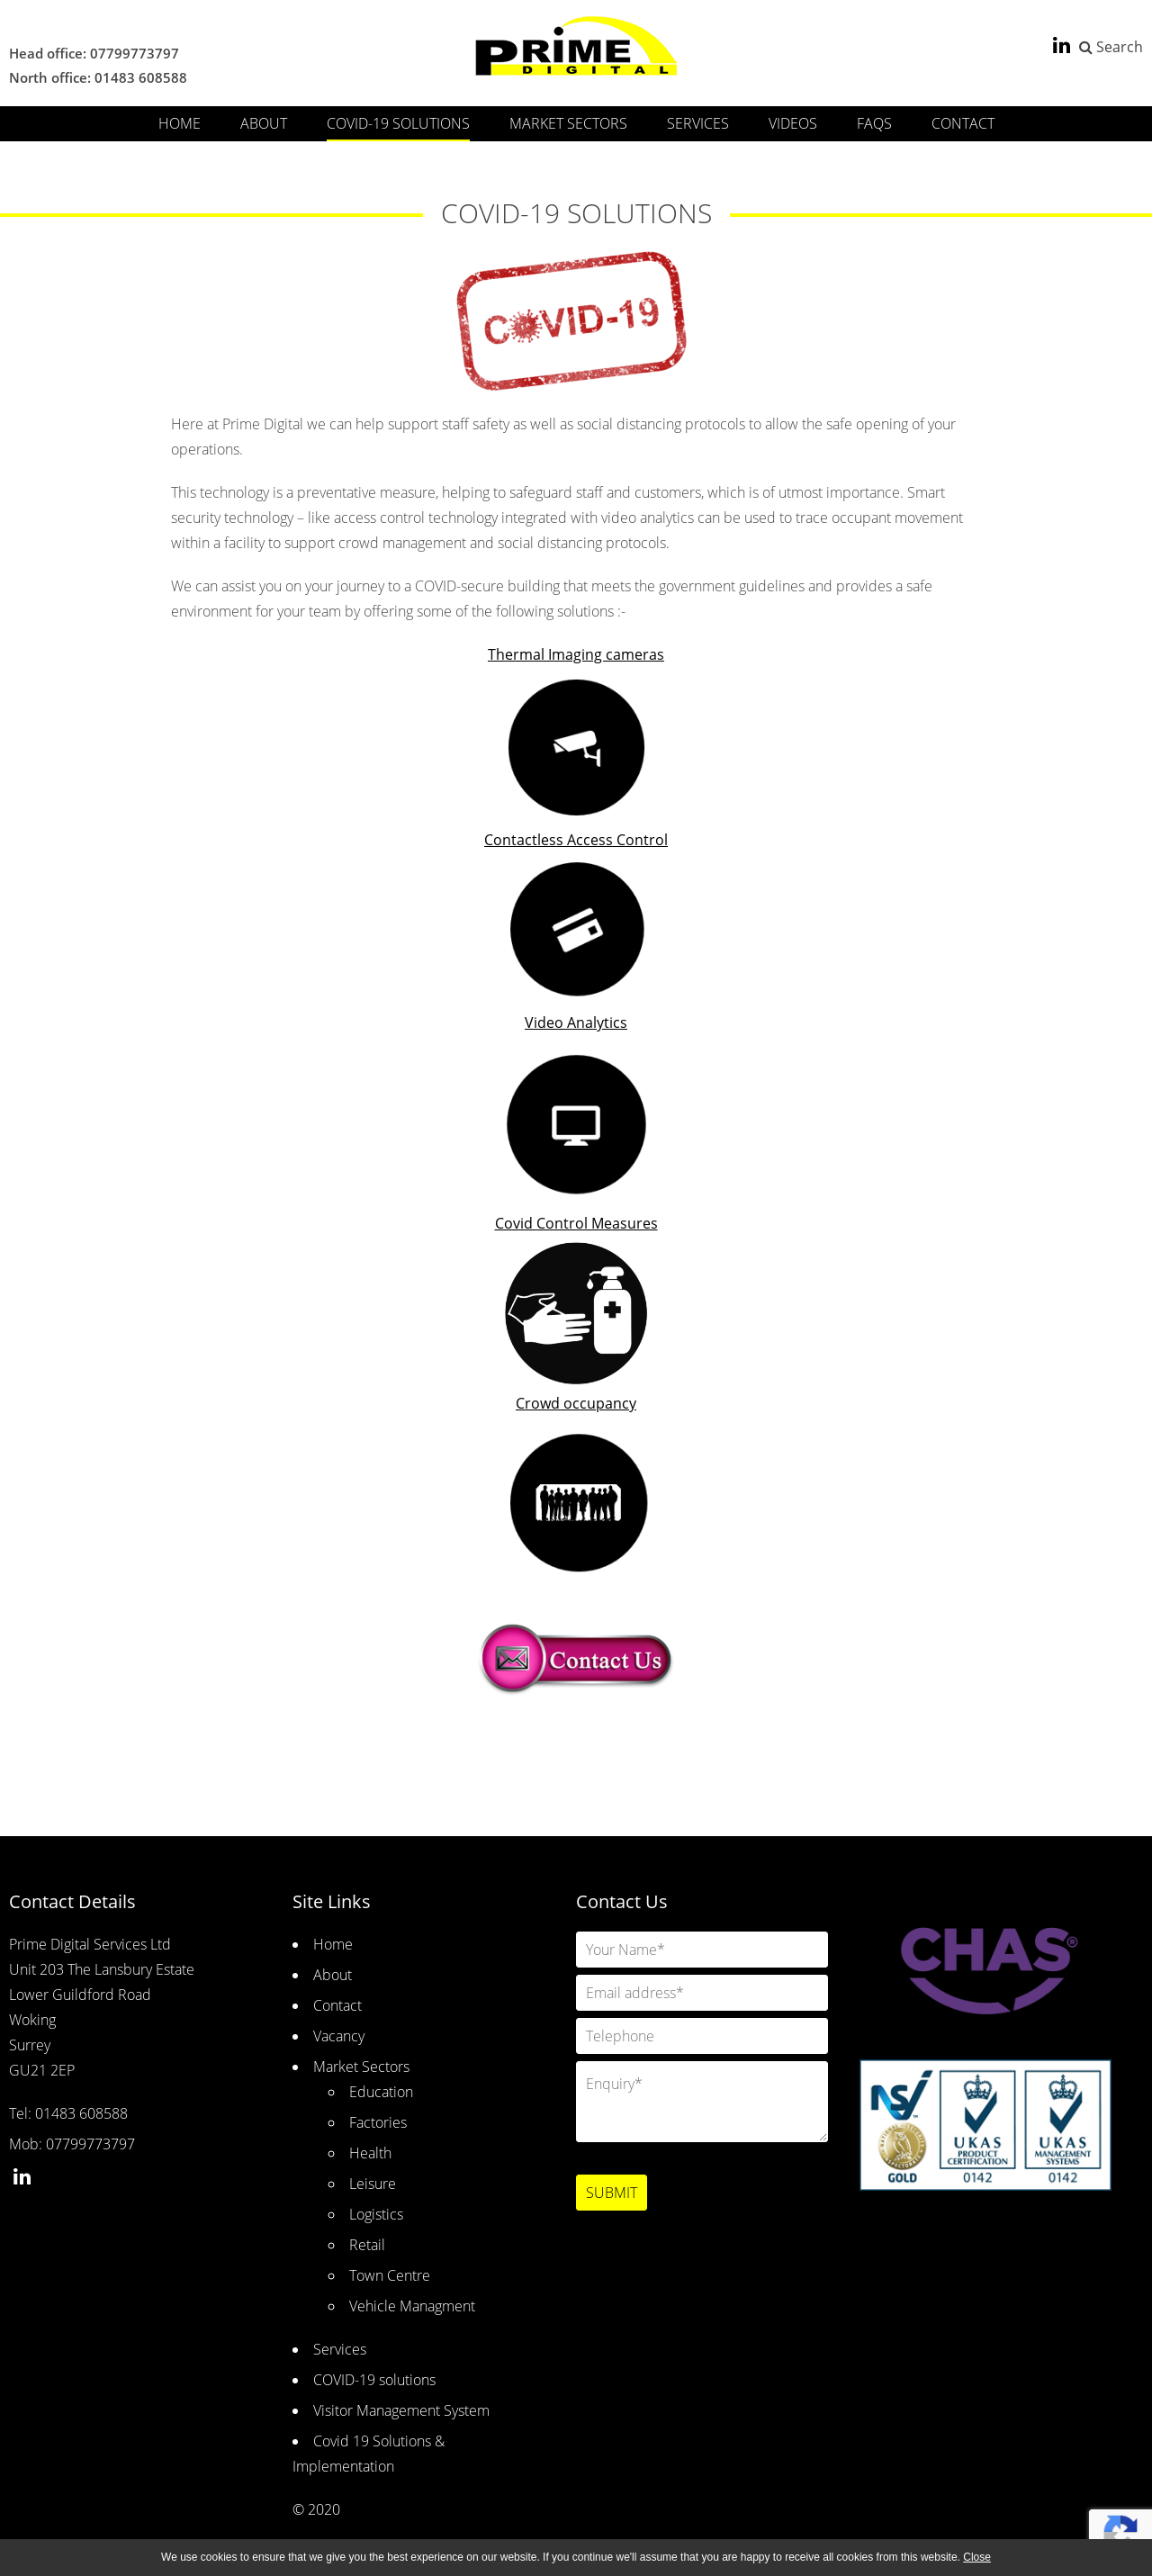 Head office: 07799773797
North office: 01483 608588
PRIME
DIGITAL
Search
HOME ABOUT COVID-19 SOLUTIONS MARKET SECTORS SERVICES VIDEOS FAQS CONTACT
COVID-19 SOLUTIONS
COVID-19
Here at Prime Digital we can help support staff safety as well as social distancing protocols to allow the safe opening of your
operations.
This technology is a preventative measure, helping to safeguard staff and customers, which is of utmost importance. Smart
security technology – like access control technology integrated with video analytics can be used to trace occupant movement
within a facility to support crowd management and social distancing protocols.
We can assist you on your journey to a COVID-secure building that meets the government guidelines and provides a safe
environment for your team by offering some of the following solutions :-
Thermal Imaging cameras
Contactless Access Control
Video Analytics
Covid Control Measures
Crowd occupancy
Contact Us
Contact Details
Prime Digital Services Ltd
Unit 203 The Lansbury Estate
Lower Guildford Road
Woking
Surrey
GU21 2EP
Tel: 01483 608588
Mob: 07799773797
in
Site Links
Home
About
Contact
Vacancy
Market Sectors
Education
Factories
Health
Leisure
Logistics
Retail
Town Centre
Vehicle Managment
Services
COVID-19 solutions
Visitor Management System
Covid 19 Solutions &
Implementation
© 2020
Contact Us
Your Name*
Email address*
Telephone
Enquiry*
SUBMIT
CHAS®
NSI
GOLD
UKAS
PRODUCT
CERTIFICATION
0142
UKAS
MANAGEMENT
SYSTEMS
0142
We use cookies to ensure that we give you the best experience on our website. If you continue we'll assume that you are happy to receive all cookies from this website. Close